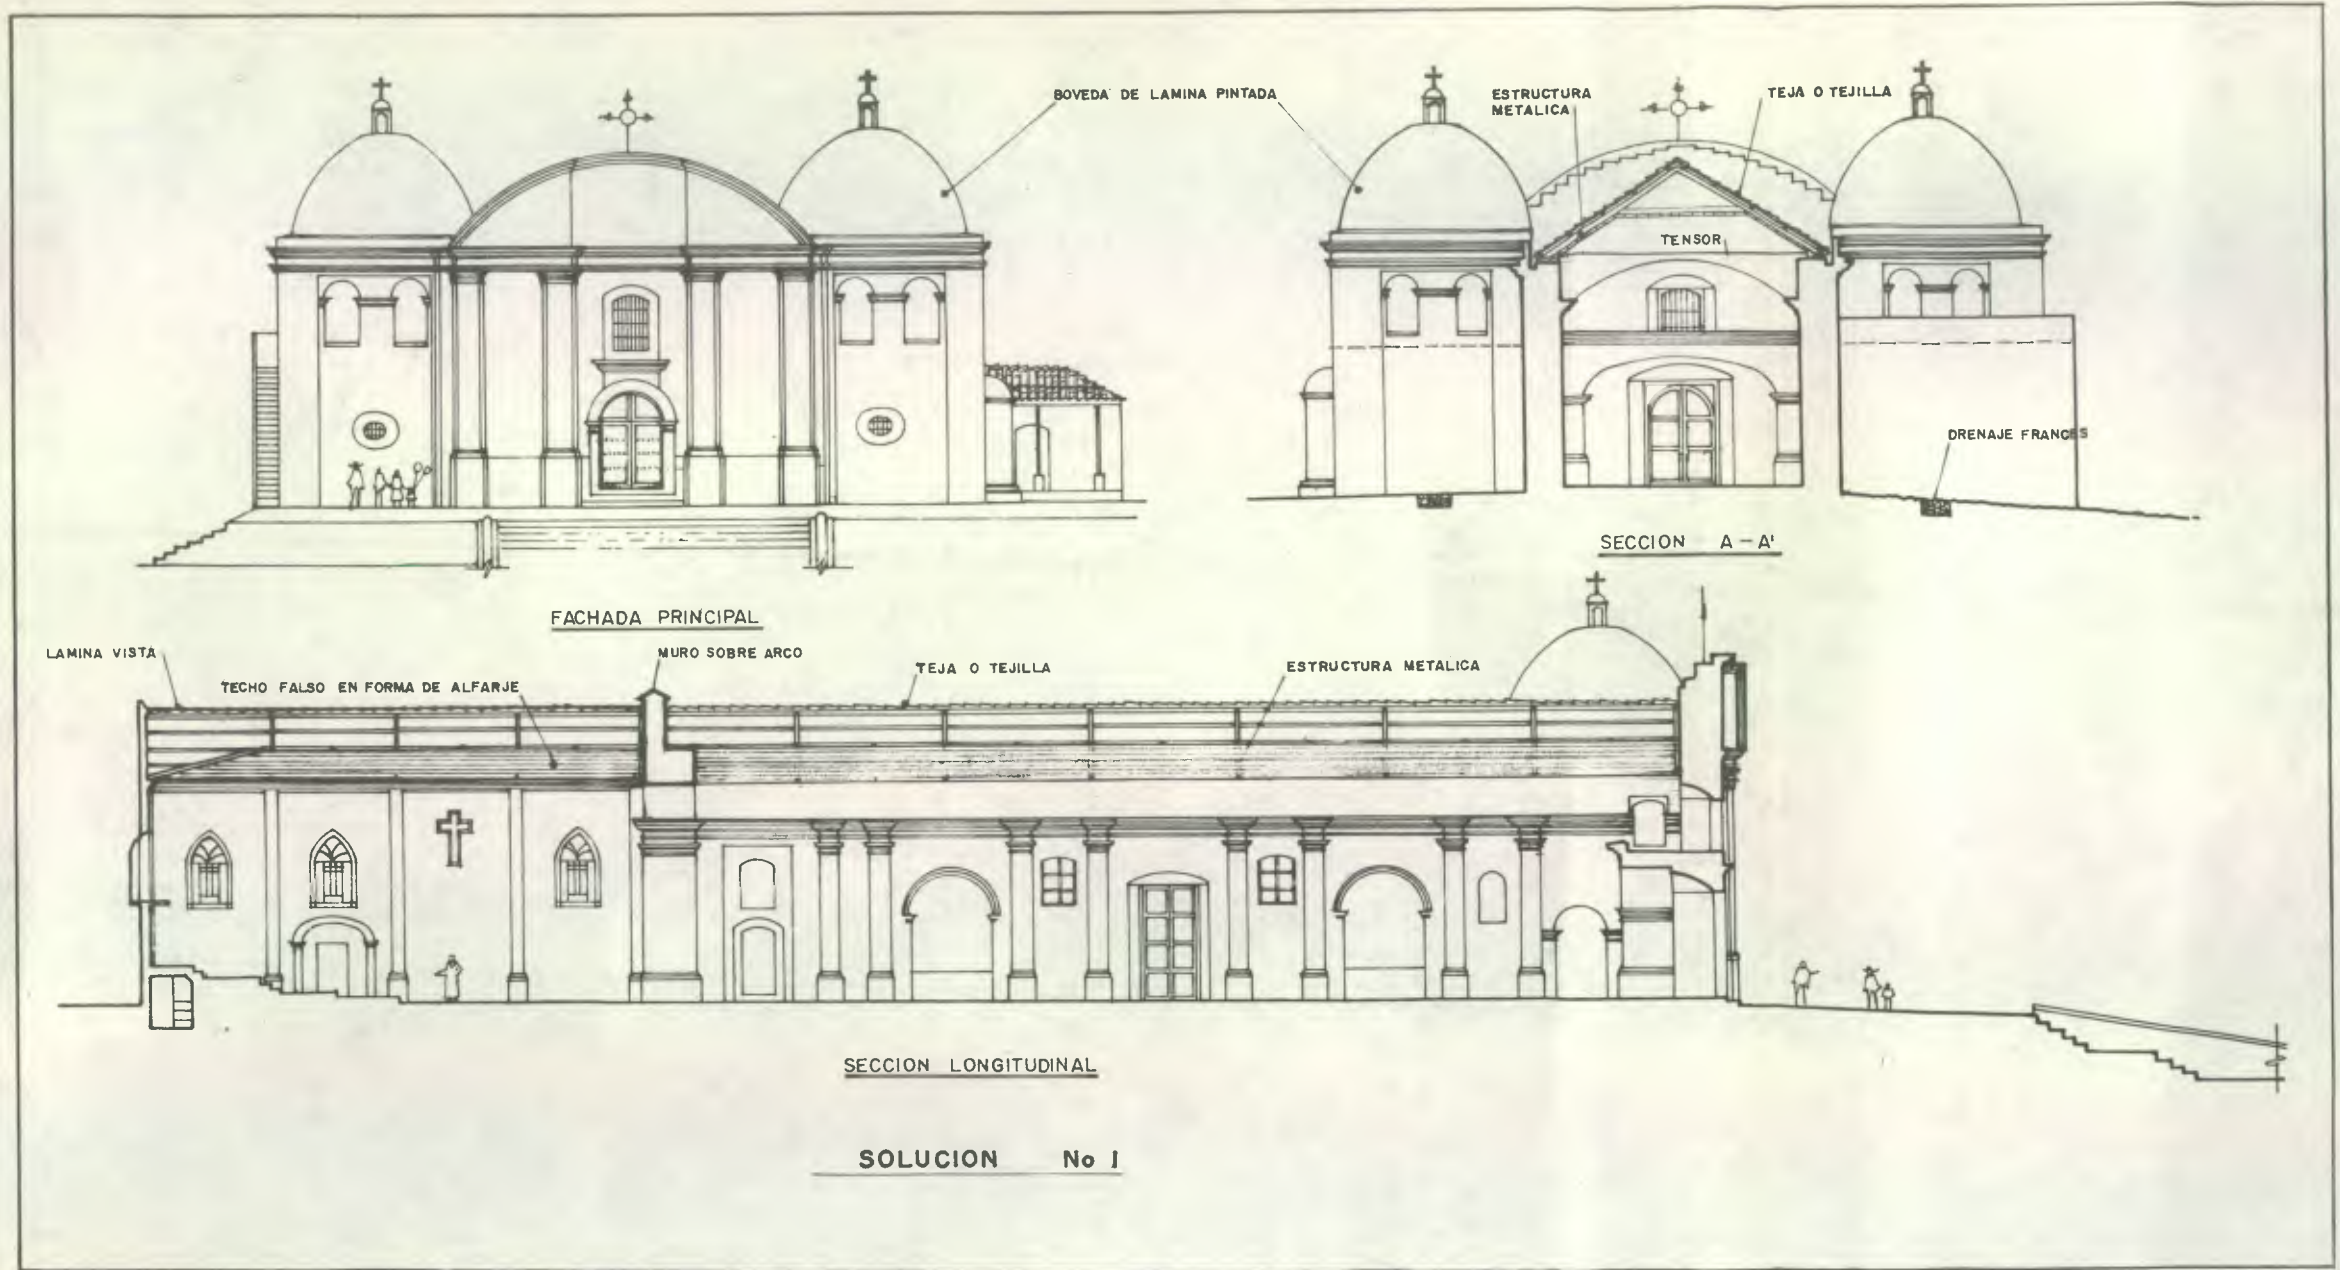 BOVEDA DE LAMINA PINTADA
ESTRUCTURA
METALICA
TEJA O TEJILLA
TENSOR
DRENAJE FRANCES
SECCION A-A'
FACHADA PRINCIPAL
LAMINA VISTA
TECHO FALSO EN FORMA DE ALFARJE
MURO SOBRE ARCO
TEJA O TEJILLA
ESTRUCTURA METALICA
SECCION LONGITUDINAL
SOLUCION No 1